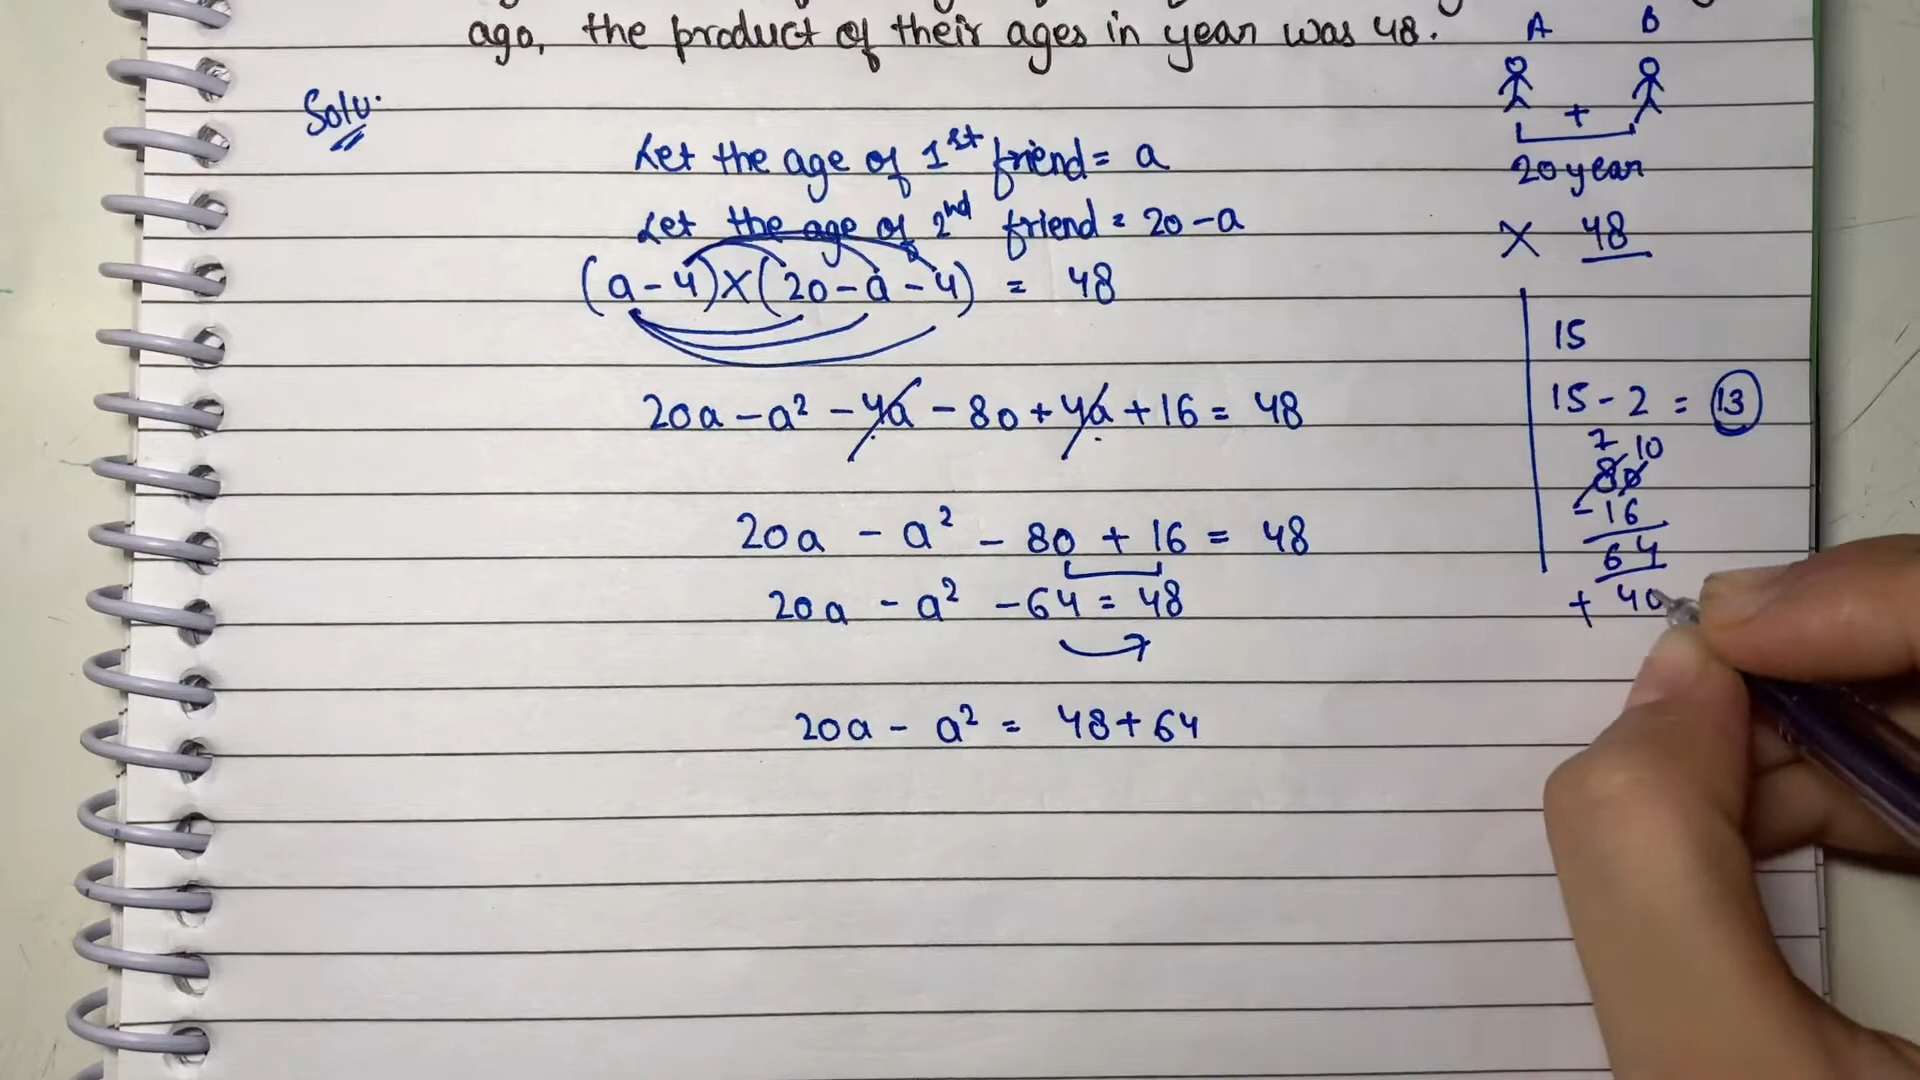 ago, the product of their ages in year was 48.
A B
Solu.
+
Let the age of 1st friend = a
20 year
Let the age of 2nd friend = 20 - a
× 48
(a - 4) × (20 - a - 4) = 48
15
20a - a² - 4a - 80 + 4a + 16 = 48
15 - 2 = 13
7 10
80
- 16
20a - a² - 80 + 16 = 48
64
20a - a² - 64 = 48
+ 40
20a - a² = 48 + 64